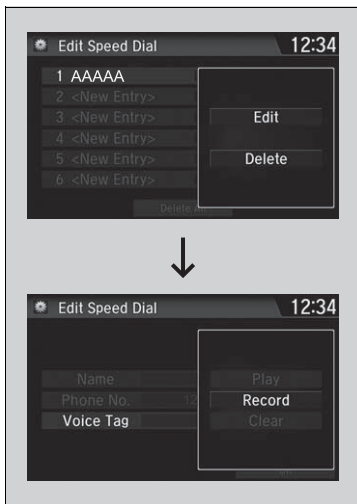 Edit Speed Dial 12:34
1 AAAAA
2 <New Entry>
3 <New Entry>
4 <New Entry>
5 <New Entry>
6 <New Entry>
Edit
Delete
Delete All
Edit Speed Dial 12:34
Name
Phone No. 12
Voice Tag
Play
Record
Clear